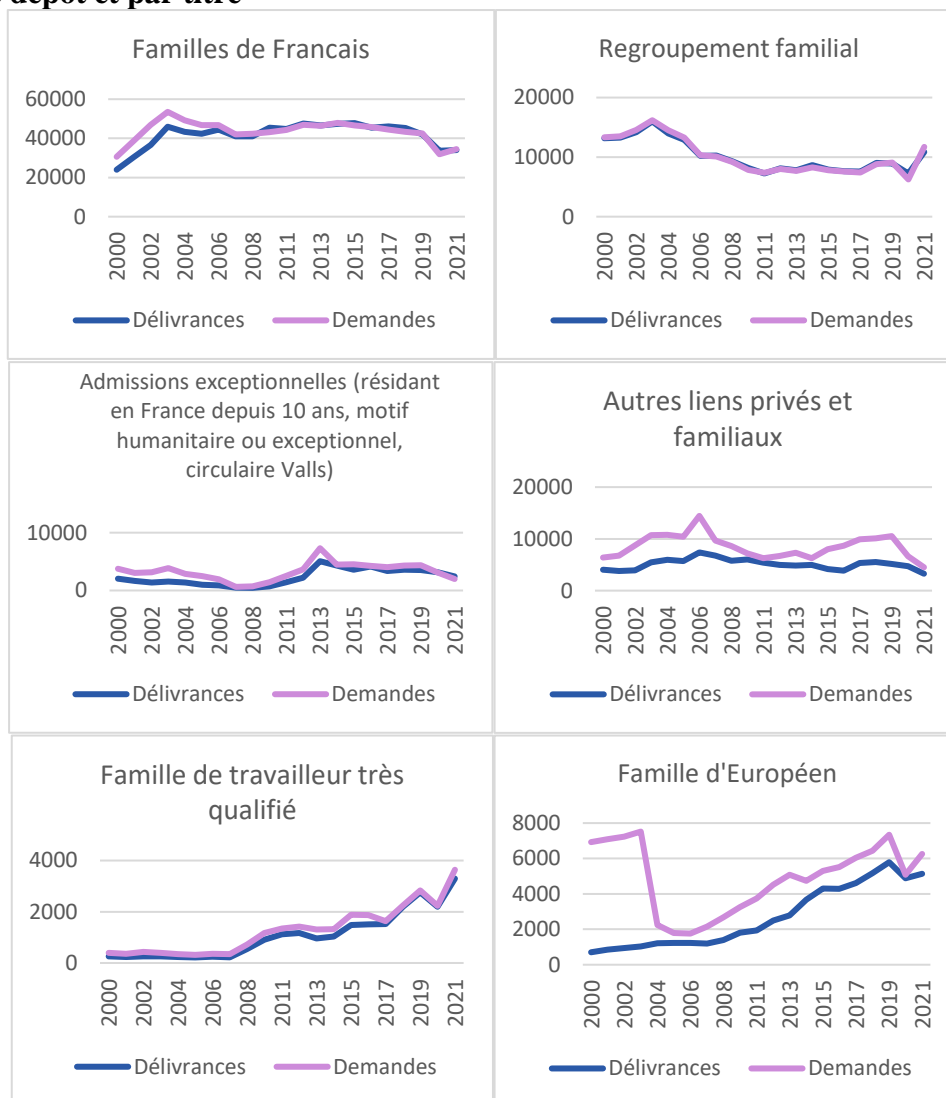 dépôt et par titre
Familles de Francais
60000
40000
20000
0
2000 2002 2004 2006 2008 2011 2013 2015 2017 2019 2021
Délivrances Demandes
Regroupement familial
20000
10000
0
2000 2002 2004 2006 2008 2011 2013 2015 2017 2019 2021
Délivrances Demandes
Admissions exceptionnelles (résidant
en France depuis 10 ans, motif
humanitaire ou exceptionnel,
circulaire Valls)
10000
0
2000 2002 2004 2006 2008 2011 2013 2015 2017 2019 2021
Délivrances Demandes
Autres liens privés et
familiaux
20000
10000
0
2000 2002 2004 2006 2008 2011 2013 2015 2017 2019 2021
Délivrances Demandes
Famille de travailleur très
qualifié
4000
2000
0
2000 2002 2004 2006 2008 2011 2013 2015 2017 2019 2021
Délivrances Demandes
Famille d'Européen
8000
6000
4000
2000
0
2000 2002 2004 2006 2008 2011 2013 2015 2017 2019 2021
Délivrances Demandes